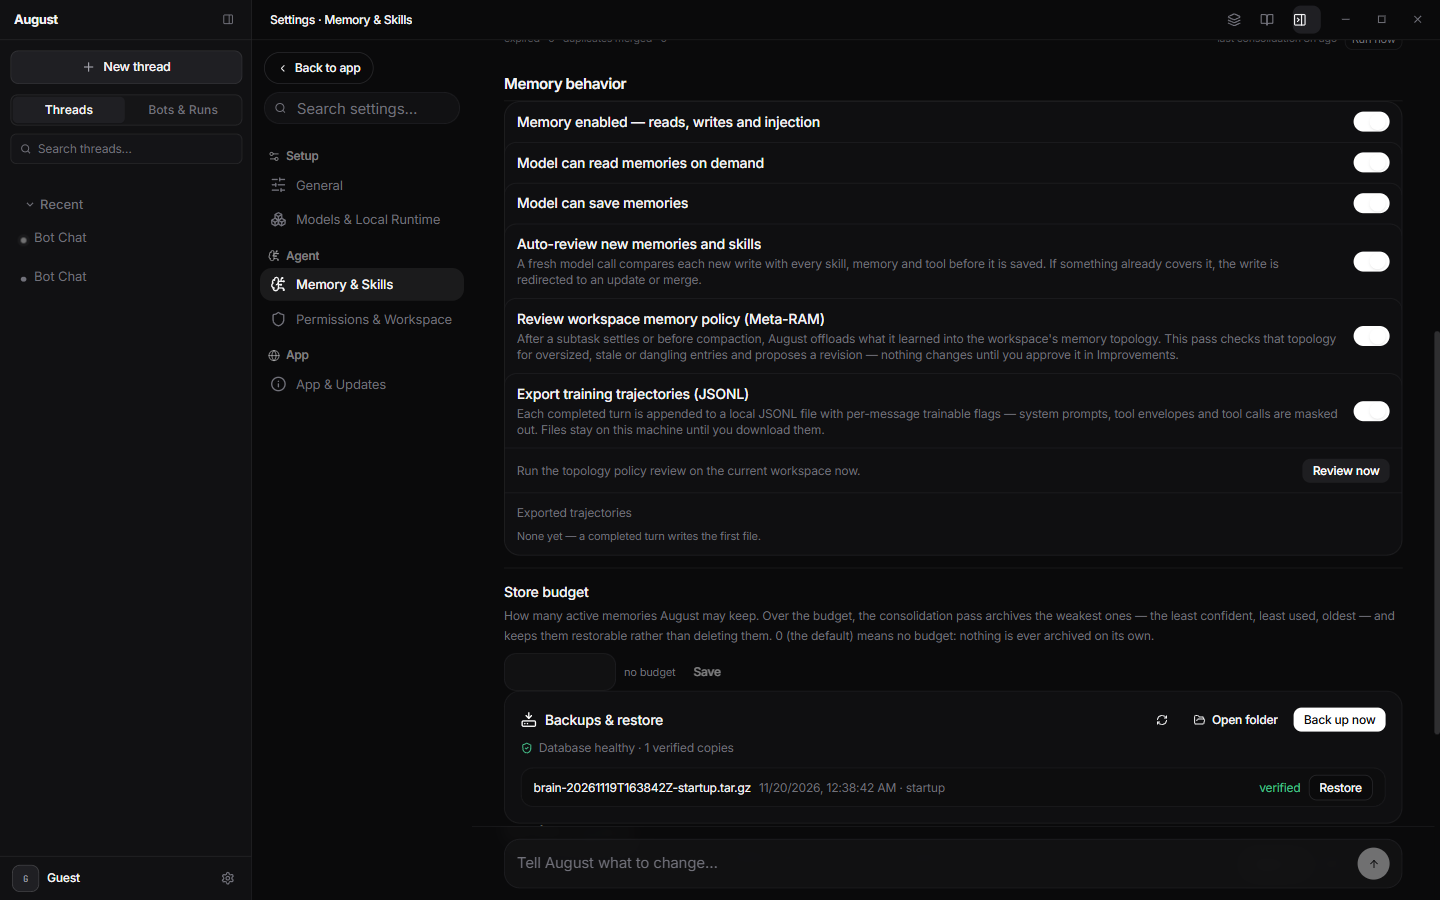 August
Settings · Memory & Skills
New thread
Threads
Bots & Runs
Search threads...
Recent
Bot Chat
Bot Chat
G
Guest
Back to app
Search settings...
Setup
General
Models & Local Runtime
Agent
Memory & Skills
Permissions & Workspace
App
App & Updates
Memory behavior
Memory enabled — reads, writes and injection
Model can read memories on demand
Model can save memories
Auto-review new memories and skills
A fresh model call compares each new write with every skill, memory and tool before it is saved. If something already covers it, the write is
redirected to an update or merge.
Review workspace memory policy (Meta-RAM)
After a subtask settles or before compaction, August offloads what it learned into the workspace's memory topology. This pass checks that topology
for oversized, stale or dangling entries and proposes a revision — nothing changes until you approve it in Improvements.
Export training trajectories (JSONL)
Each completed turn is appended to a local JSONL file with per-message trainable flags — system prompts, tool envelopes and tool calls are masked
out. Files stay on this machine until you download them.
Run the topology policy review on the current workspace now.
Review now
Exported trajectories
None yet — a completed turn writes the first file.
Store budget
How many active memories August may keep. Over the budget, the consolidation pass archives the weakest ones — the least confident, least used, oldest — and
keeps them restorable rather than deleting them. 0 (the default) means no budget: nothing is ever archived on its own.
no budget
Save
Backups & restore
Open folder
Back up now
Database healthy · 1 verified copies
brain-20261119T163842Z-startup.tar.gz 11/20/2026, 12:38:42 AM · startup
verified
Restore
Tell August what to change...